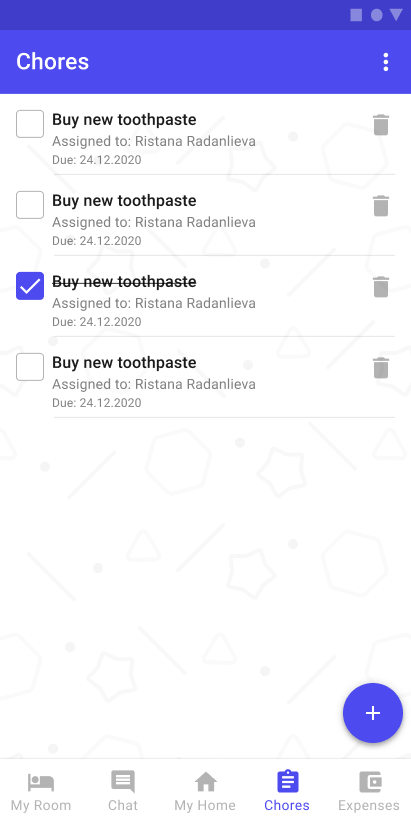 Chores
Buy new toothpaste
Assigned to: Ristana Radanlieva
Due: 24.12.2020
Buy new toothpaste
Assigned to: Ristana Radanlieva
Due: 24.12.2020
Buy new toothpaste
Assigned to: Ristana Radanlieva
Due: 24.12.2020
Buy new toothpaste
Assigned to: Ristana Radanlieva
Due: 24.12.2020
My Room Chat My Home Chores Expenses